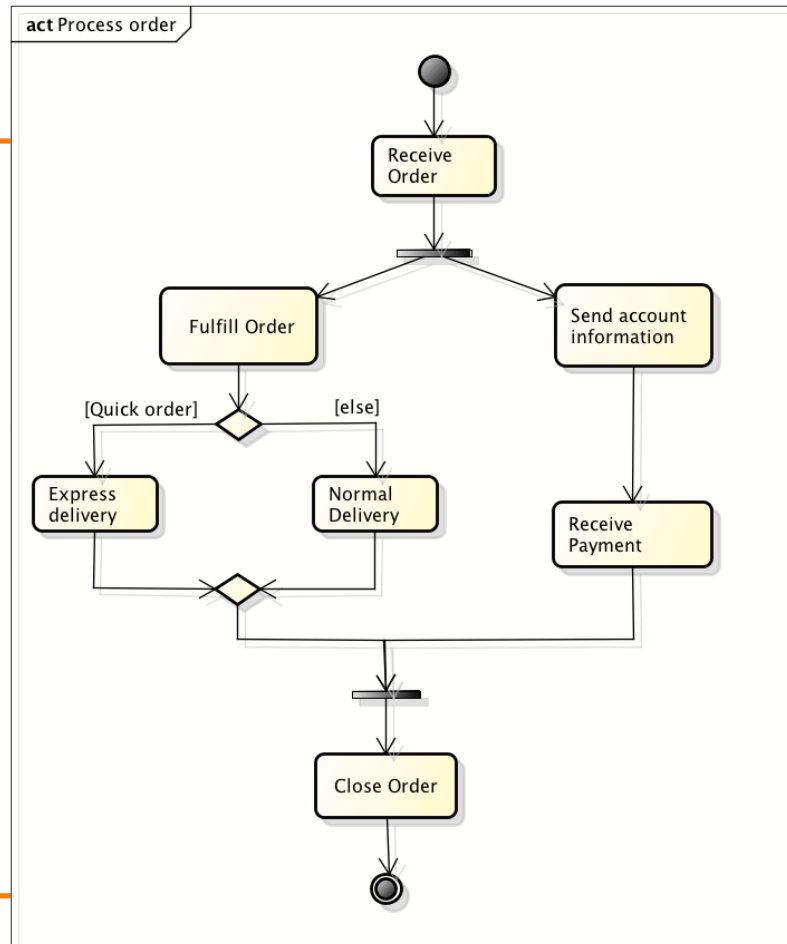 act Process order
Receive
Order
Fulfill Order
Send account
information
[Quick order]
[else]
Express
delivery
Normal
Delivery
Receive
Payment
Close Order